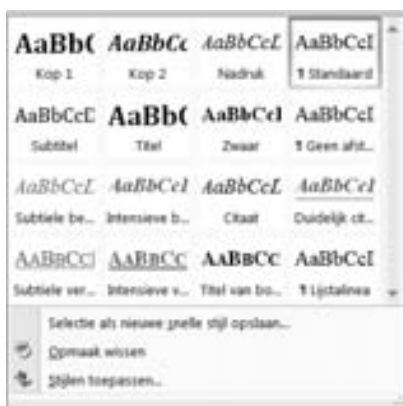 AaBb( AaBbCc AaBbCcL AaBbCcI
Kop 1 Kop 2 Nadruk ¶ Standaard
AaBbCcD AaBb( AaBbCcl AaBbCcI
Subtitel Titel Zwaar ¶ Geen afst...
AaBbCcL AaBbCcI AaBbCcL AaBbCcI
Subtiele be... Intensieve b... Citaat Duidelijk cit...
AABBCCI AABBCC AABBCC AaBbCcI
Subtiele ver... Intensieve v... Titel van bo... ¶ Lijstalinea
Selectie als nieuwe snelle stijl opslaan...
Opmaak wissen
Stijlen toepassen...